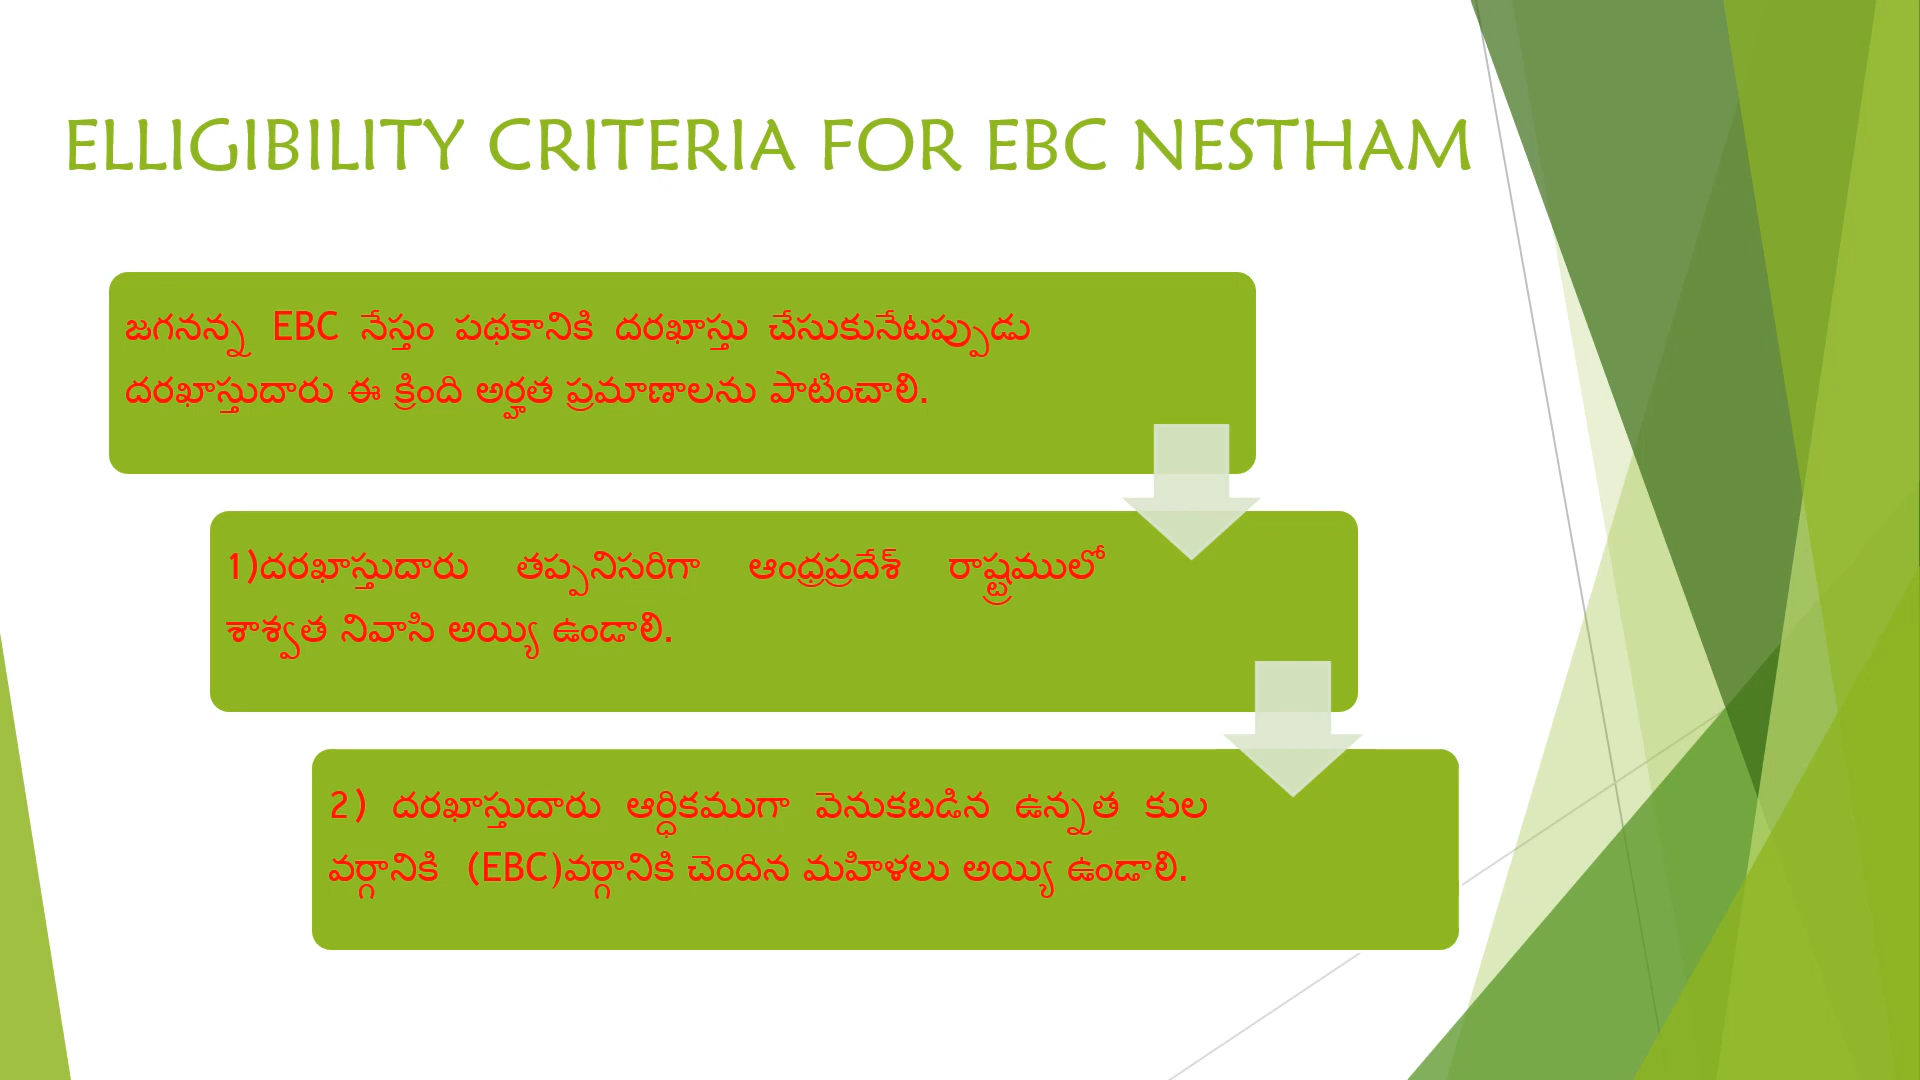 ELLIGIBILITY CRITERIA FOR EBC NESTHAM
జగనన్న EBC నేస్తం పథకానికి దరఖాస్తు చేసుకునేటప్పుడు
దరఖాస్తుదారు ఈ క్రింది అర్హత ప్రమాణాలను పాటించాలి.
1)దరఖాస్తుదారు తప్పనిసరిగా ఆంధ్రప్రదేశ్ రాష్ట్రములో
శాశ్వత నివాసి అయ్యి ఉండాలి.
2) దరఖాస్తుదారు ఆర్ధికముగా వెనుకబడిన ఉన్నత కుల
వర్గానికి (EBC)వర్గానికి చెందిన మహిళలు అయ్యి ఉండాలి.